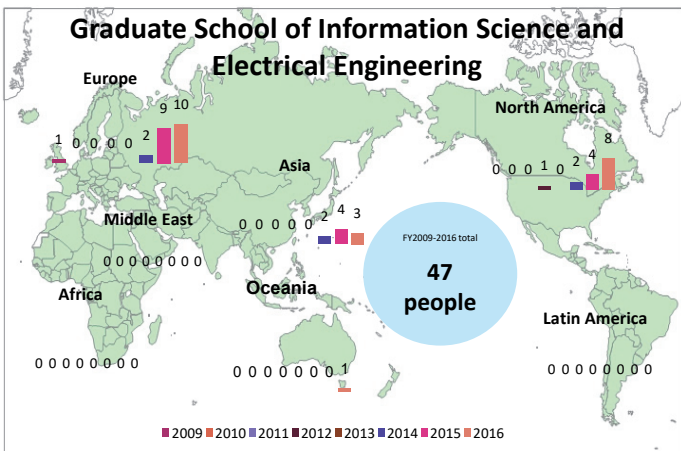 Graduate School of Information Science and
Electrical Engineering
Europe
1 0 0 0 0 2 9 10
North America
0 0 0 1 0 2 4 8
Asia
0 0 0 0 0 2 4 3
Middle East
0 0 0 0 0 0 0 0
FY2009-2016 total
47
people
Africa
0 0 0 0 0 0 0 0
Oceania
0 0 0 0 0 0 0 1
Latin America
0 0 0 0 0 0 0 0
2009 2010 2011 2012 2013 2014 2015 2016